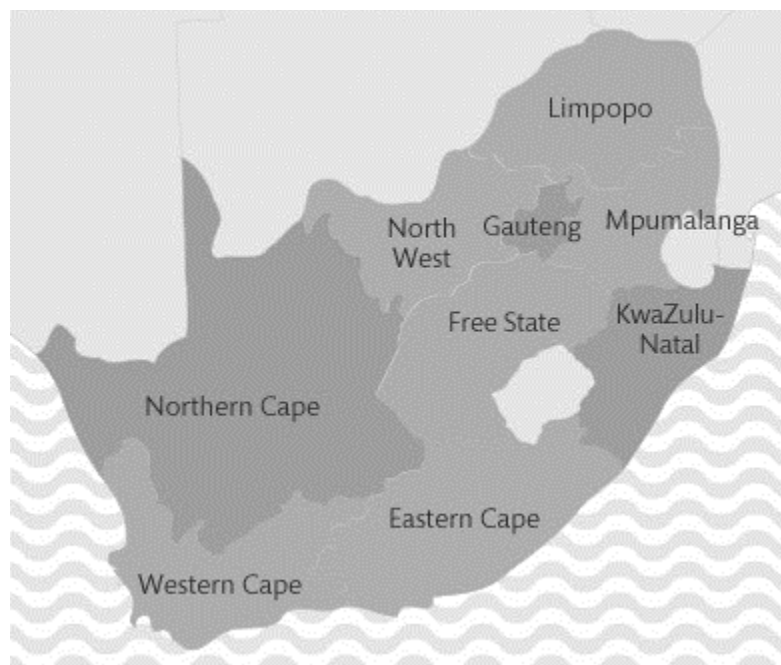 Limpopo
North
West
Gauteng
Mpumalanga
Free State
KwaZulu-
Natal
Northern Cape
Eastern Cape
Western Cape